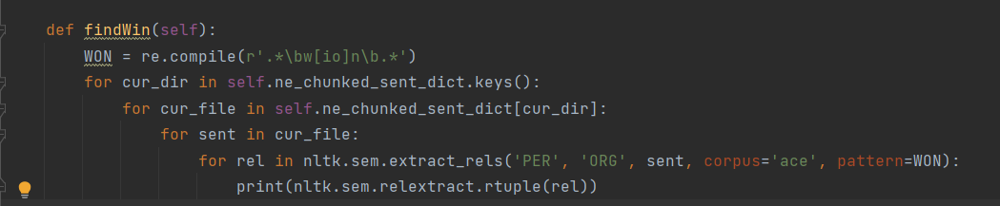 def findWin(self):
    WON = re.compile(r'.*\bw[io]n\b.*')
    for cur_dir in self.ne_chunked_sent_dict.keys():
        for cur_file in self.ne_chunked_sent_dict[cur_dir]:
            for sent in cur_file:
                for rel in nltk.sem.extract_rels('PER', 'ORG', sent, corpus='ace', pattern=WON):
                    print(nltk.sem.relextract.rtuple(rel))